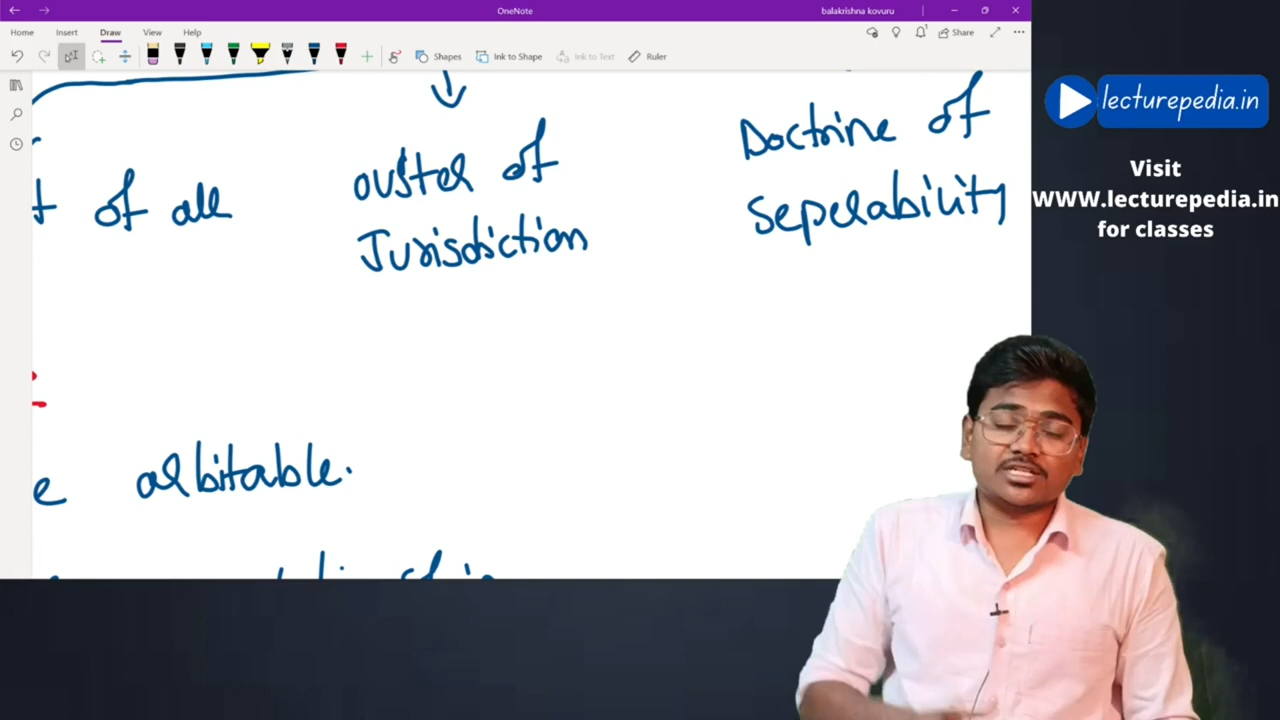 OneNote
balakrishna kovuru
Home Insert Draw View Help
Share
Shapes Ink to Shape Ink to Text Ruler
lecturepedia.in
Visit
WWW.lecturepedia.in
for classes
of all
ouster of
Jurisdiction
Doctrine of
Seperability
e arbitable.